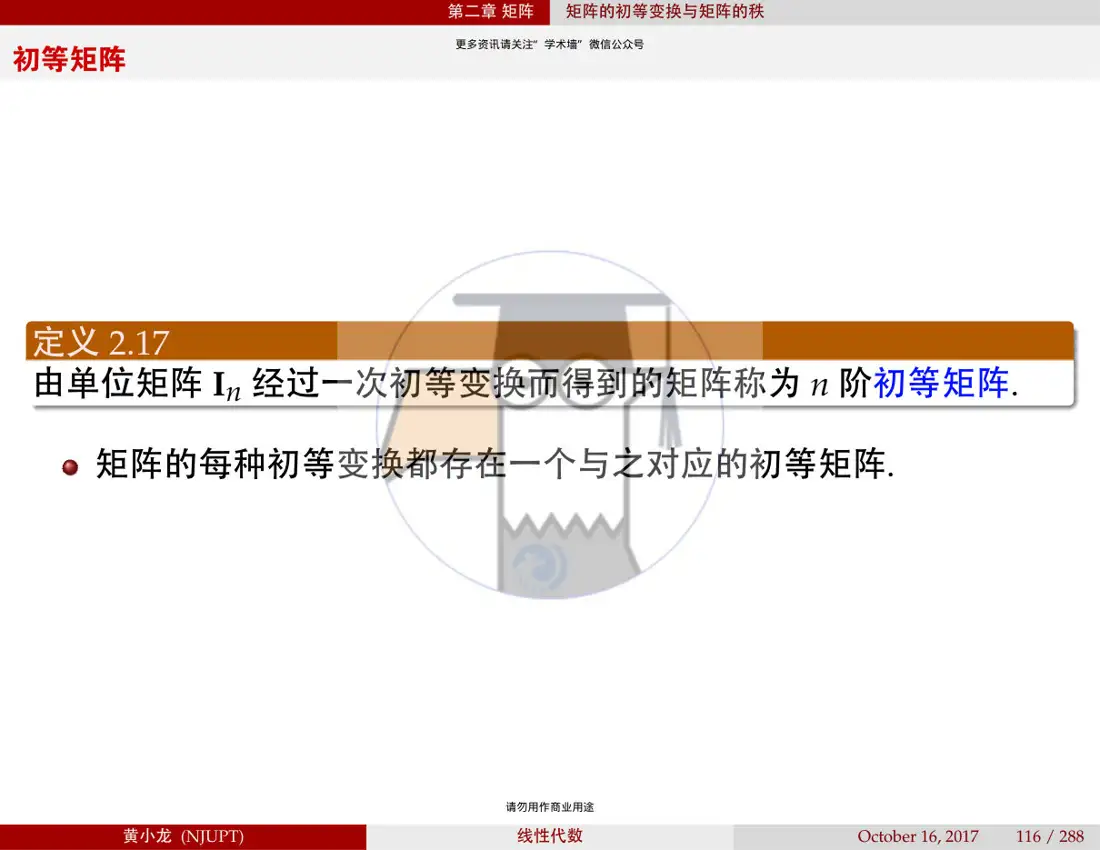 第二章 矩阵 矩阵的初等变换与矩阵的秩
更多资讯请关注“学术墙”微信公众号
初等矩阵
定义 2.17
由单位矩阵 Iₙ 经过一次初等变换而得到的矩阵称为 n 阶初等矩阵.
矩阵的每种初等变换都存在一个与之对应的初等矩阵.
请勿用作商业用途
黄小龙 (NJUPT) 线性代数 October 16, 2017 116 / 288